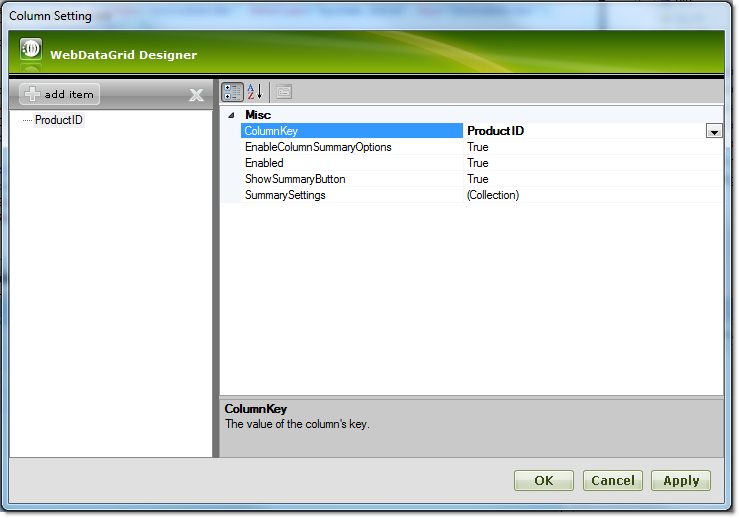 Column Setting
WebDataGrid Designer
add item
ProductID
Misc
ColumnKey ProductID
EnableColumnSummaryOptions True
Enabled True
ShowSummaryButton True
SummarySettings (Collection)
ColumnKey
The value of the column's key.
OK Cancel Apply